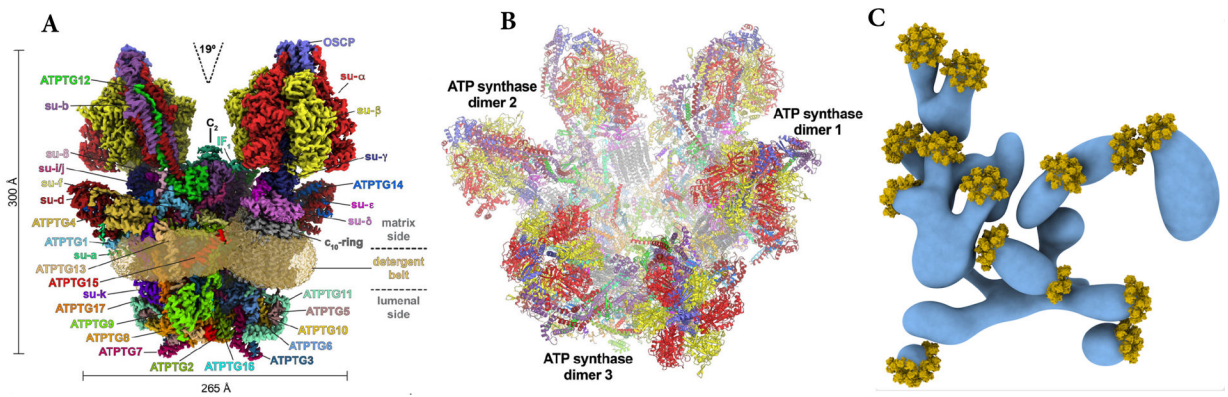 A
B
C
19°
OSCP
ATPTG12
su-α
su-b
su-β
C2
IF1
su-δ
su-γ
su-i/j
su-f
ATPTG14
su-d
su-ε
ATPTG4
su-δ
ATPTG1
c10-ring
matrix
side
su-a
ATPTG13
detergent
belt
ATPTG15
su-k
lumenal
side
ATPTG17
ATPTG11
ATPTG9
ATPTG5
ATPTG8
ATPTG10
ATPTG7
ATPTG6
ATPTG2
ATPTG16
ATPTG3
300 Å
265 Å
ATP synthase
dimer 2
ATP synthase
dimer 1
ATP synthase
dimer 3